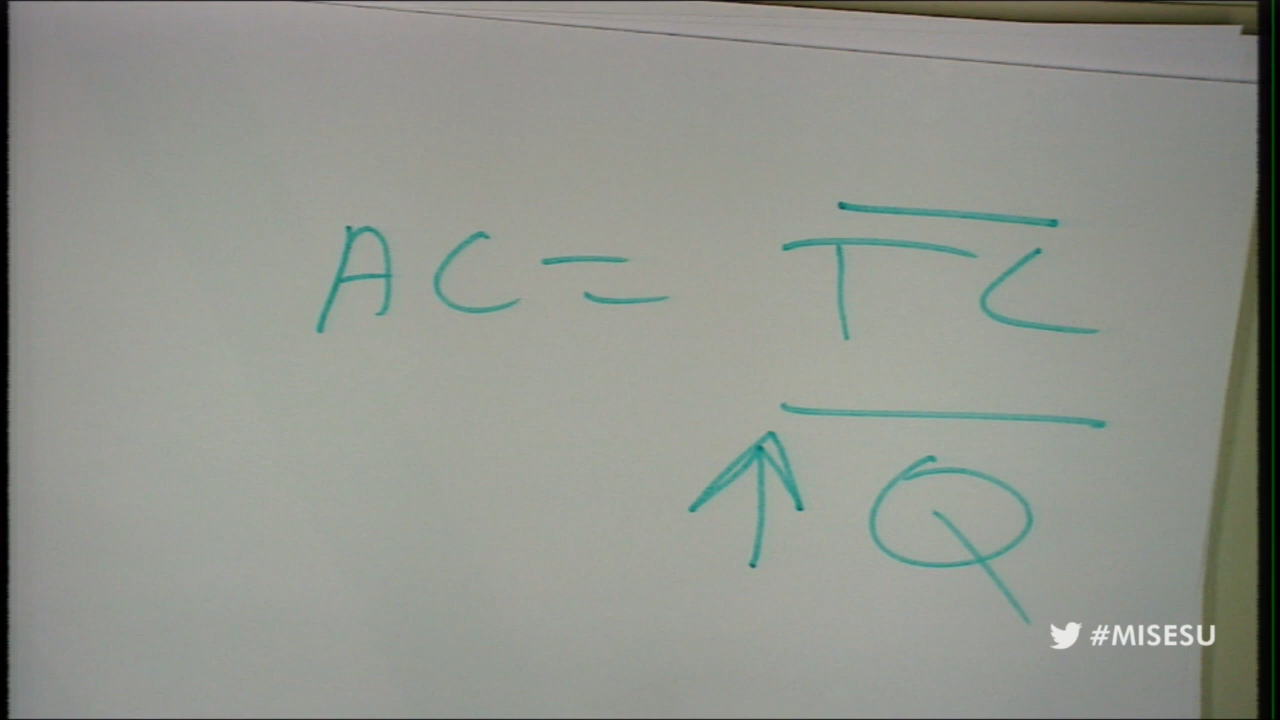 AC = TC
↑ Q
#MISESU